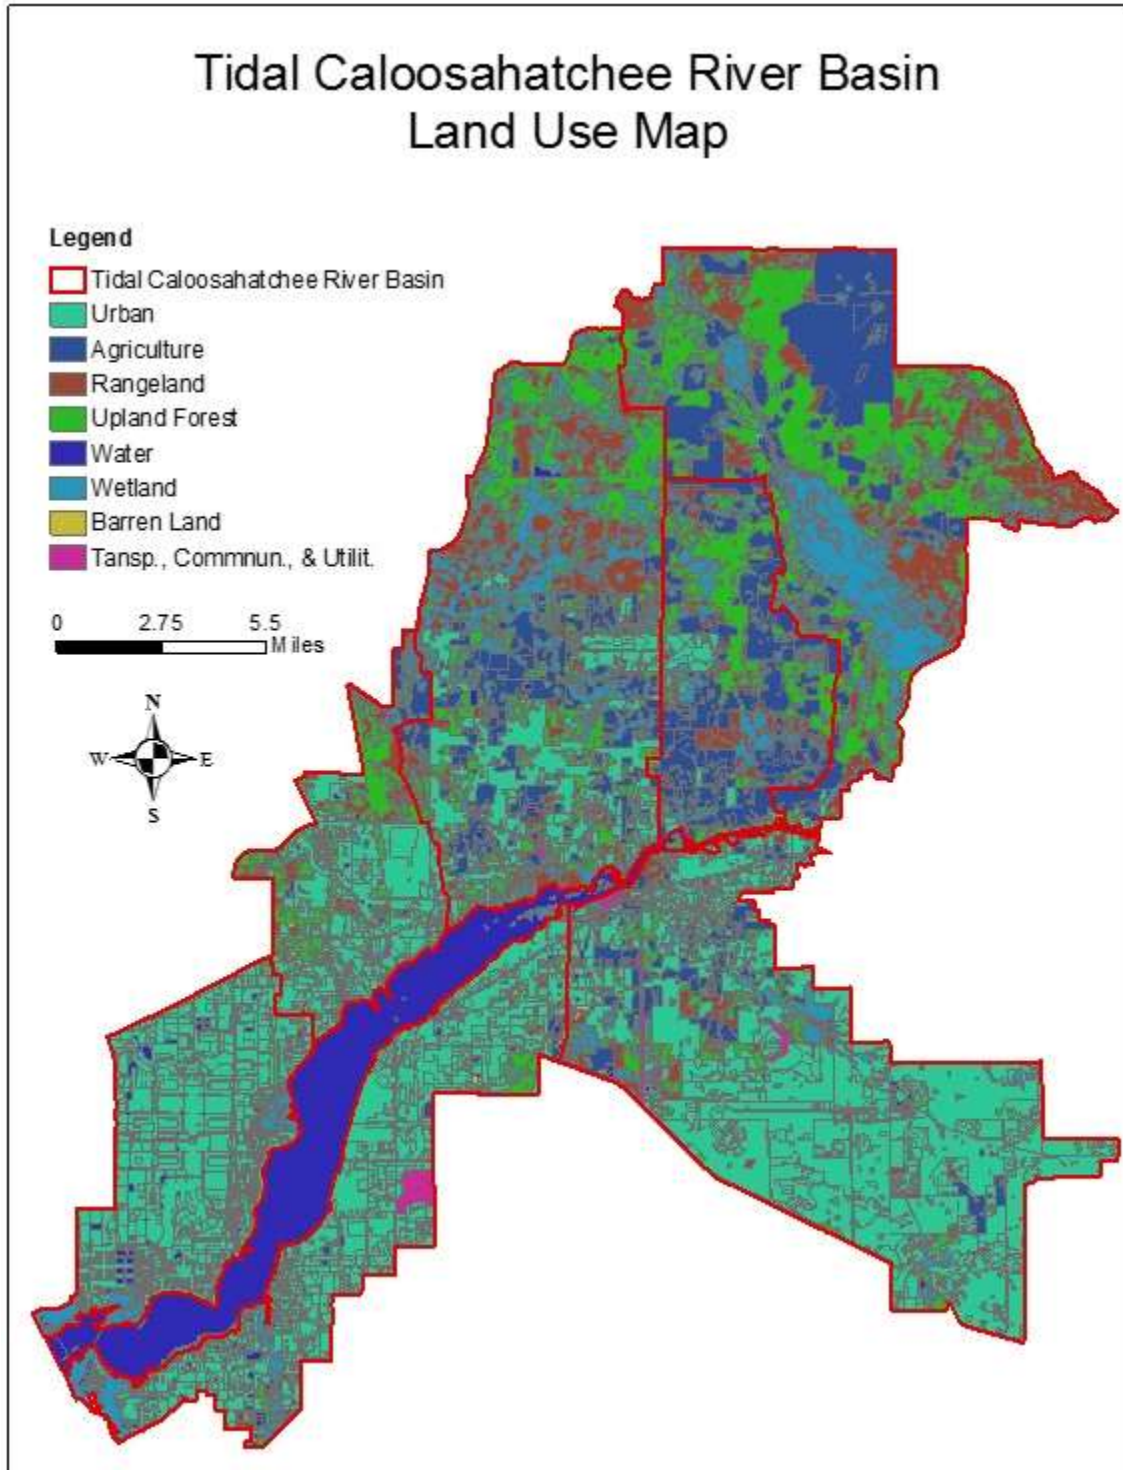 Tidal Caloosahatchee River Basin
Land Use Map
Legend
Tidal Caloosahatchee River Basin
Urban
Agriculture
Rangeland
Upland Forest
Water
Wetland
Barren Land
Tansp., Commnun., & Utilit.
0 2.75 5.5
Miles
N
W E
S